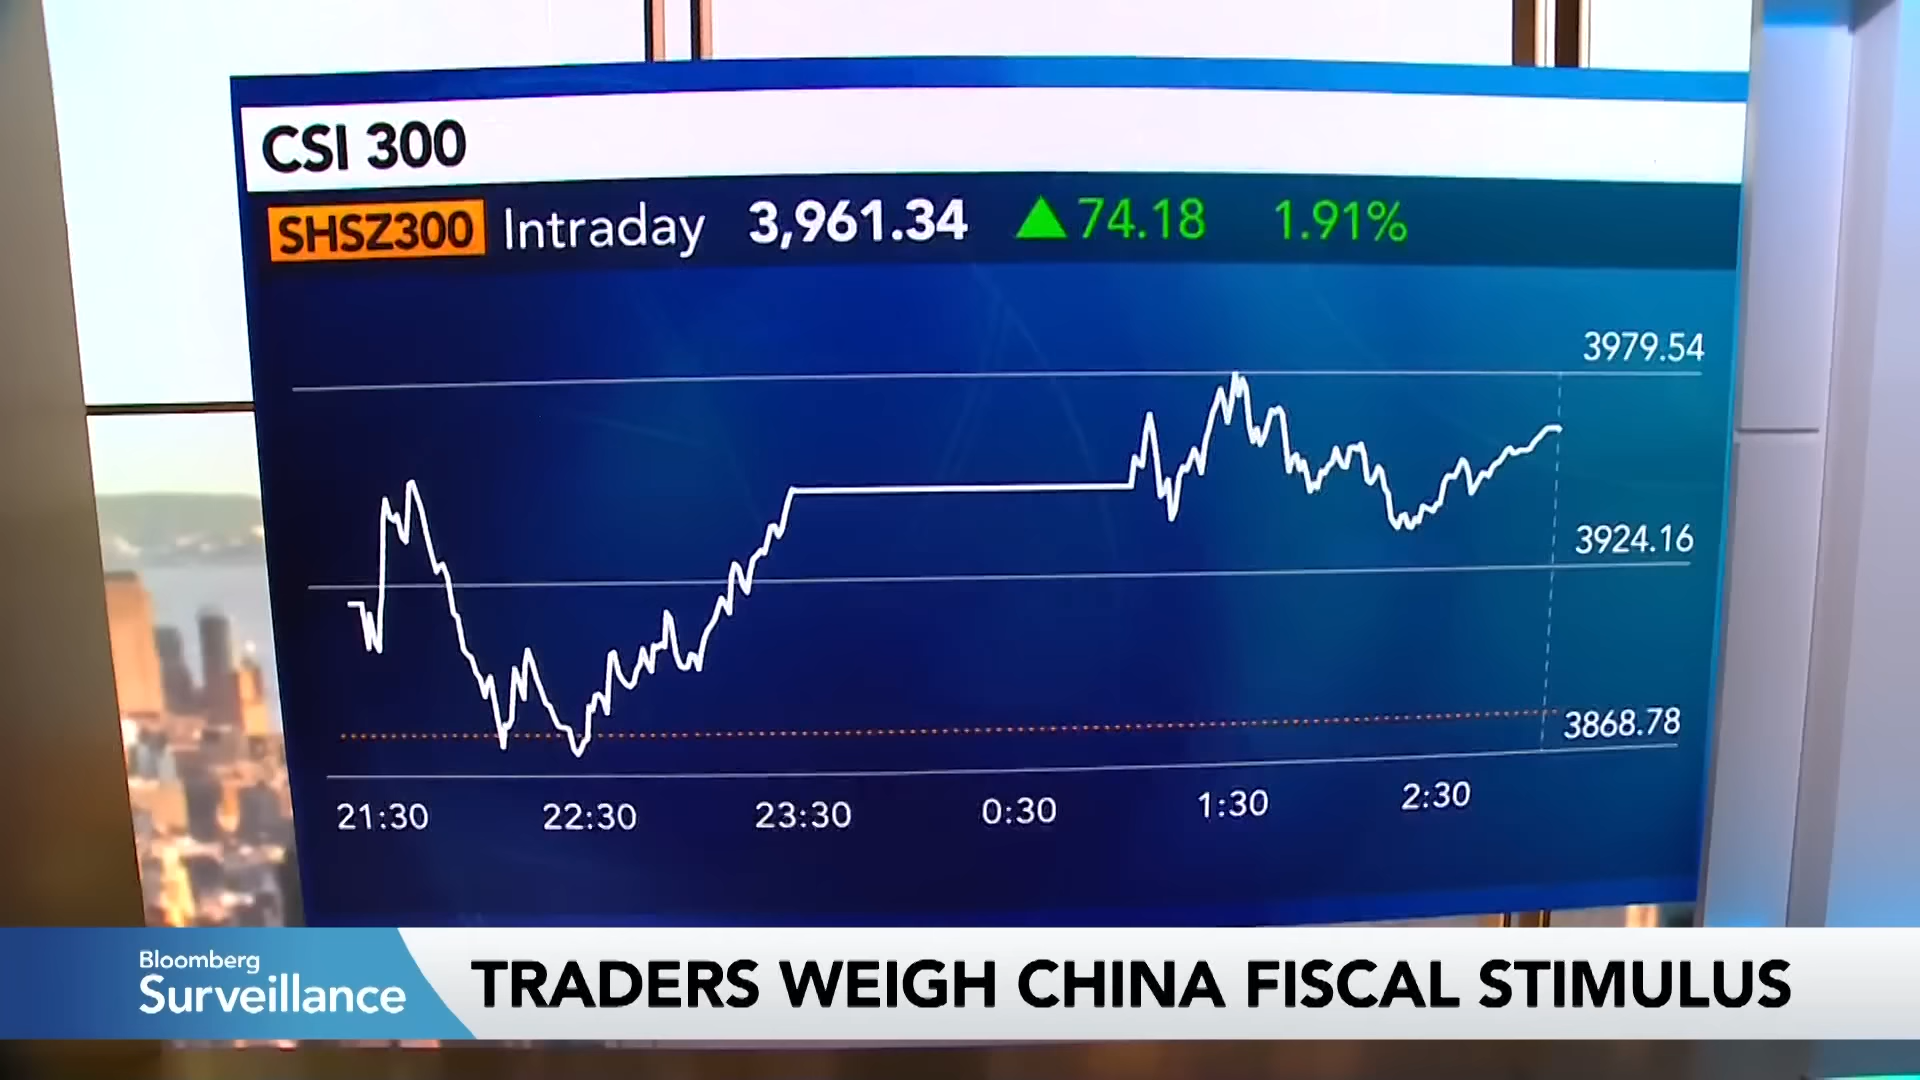 CSI 300
SHSZ300 Intraday 3,961.34 ▲74.18 1.91%
3979.54
3924.16
3868.78
21:30 22:30 23:30 0:30 1:30 2:30
Bloomberg
Surveillance
TRADERS WEIGH CHINA FISCAL STIMULUS